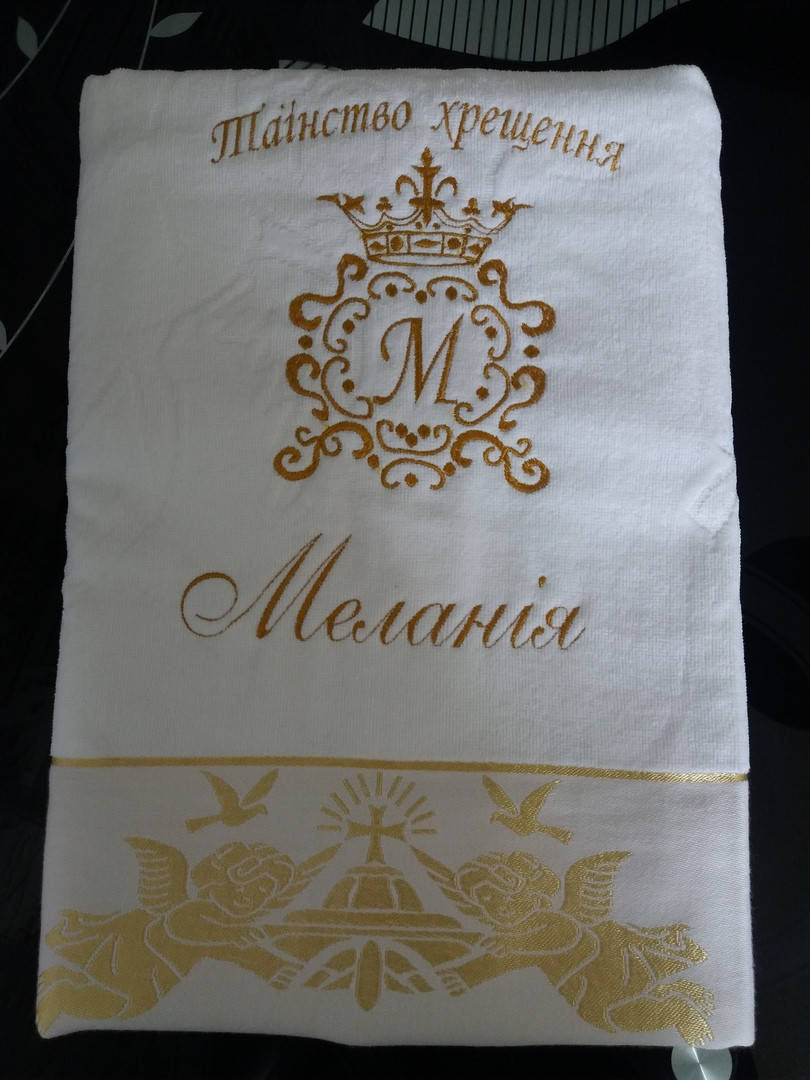 Таїнство хрещення
М
Меланія